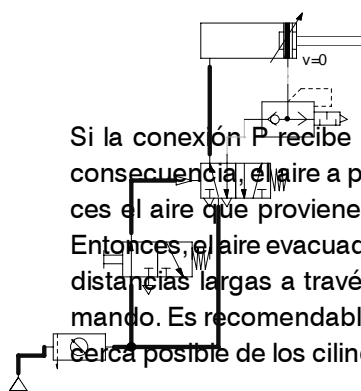 v=0
Si la conexión P recibe
consecuencia, el aire a p
ces el aire que proviene
Entonces, el aire evacuad
distancias largas a travé
mando. Es recomendabl
cerca posible de los cilin